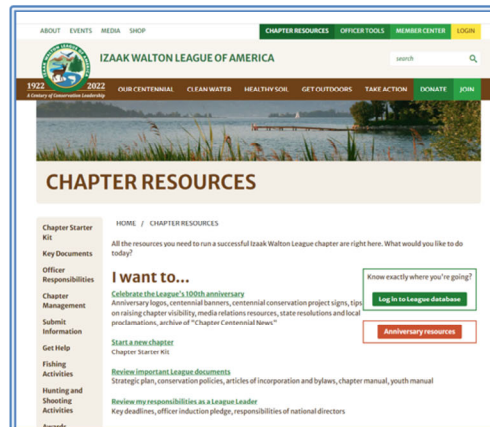 ABOUT EVENTS MEDIA SHOP
CHAPTER RESOURCES OFFICER TOOLS MEMBER CENTER LOGIN
IZAAK WALTON LEAGUE OF AMERICA
search
1922 2022
A Century of Conservation Leadership
OUR CENTENNIAL CLEAN WATER HEALTHY SOIL GET OUTDOORS TAKE ACTION DONATE JOIN
CHAPTER RESOURCES
Chapter Starter
Kit
Key Documents
Officer
Responsibilities
Chapter
Management
Submit
Information
Get Help
Fishing
Activities
Hunting and
Shooting
Activities
Awards
HOME / CHAPTER RESOURCES
All the resources you need to run a successful Izaak Walton League chapter are right here. What would you like to do
today?
I want to...
Celebrate the League's 100th anniversary
Anniversary logos, centennial banners, centennial conservation project signs, tips
on raising chapter visibility, media relations resources, state resolutions and local
proclamations, archive of "Chapter Centennial News"
Start a new chapter
Chapter Starter Kit
Review important League documents
Strategic plan, conservation policies, articles of incorporation and bylaws, chapter manual, youth manual
Review my responsibilities as a League Leader
Key deadlines, officer induction pledge, responsibilities of national directors
Know exactly where you're going?
Log in to League database
Anniversary resources